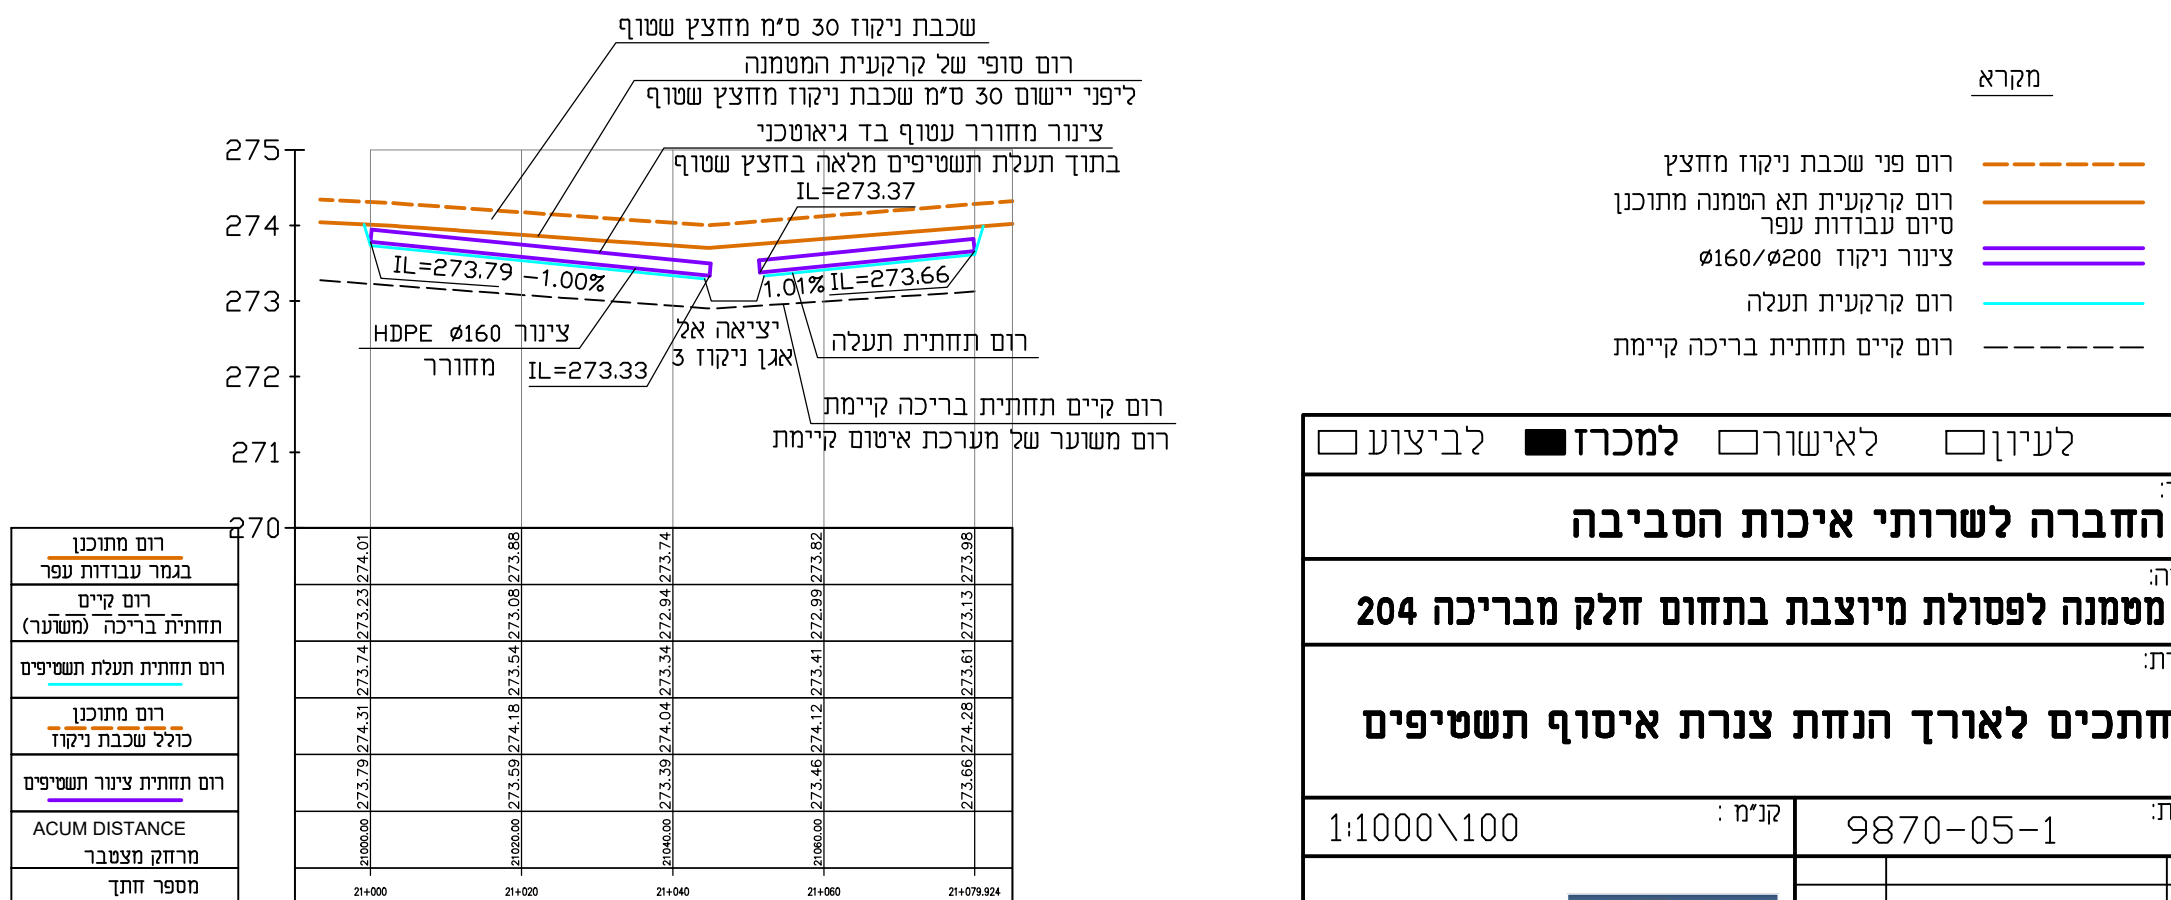 שכבת ניקוז 30 ס"מ מחצץ שטוף
רום סופי של קרקעית המטמנה
ליפני יישום 30 ס"מ שכבת ניקוז מחצץ שטוף
צינור מחורר עטוף בד גיאוטכני
בתוך תעלת תשטיפים מלאה בחצץ שטוף
IL=273.37
275
274
273
272
271
270
IL=273.79
-1.00%
1.01%
IL=273.66
צינור HDPE Ø160
מחורר
IL=273.33
יציאה אל
אגן ניקוז 3
רום תחתית תעלה
רום קיים תחתית בריכה קיימת
רום משוער של מערכת איטום קיימת
מקרא
רום פני שכבת ניקוז מחצץ
רום קרקעית תא הטמנה מתוכנן
סיום עבודות עפר
צינור ניקוז Ø160/Ø200
רום קרקעית תעלה
רום קיים תחתית בריכה קיימת
לעיון לאישור למכרז לביצוע
החברה לשרותי איכות הסביבה
מטמנה לפסולת מיוצבת בתחום חלק מבריכה 204
חתכים לאורך הנחת צנרת איסוף תשטיפים
קנ"מ :
1:1000\100
9870-05-1
רום מתוכנן
בגמר עבודות עפר
274.01 273.88 273.74 273.82 273.98
רום קיים
תחתית בריכה (משוער)
273.23 273.08 272.94 272.99 273.13
רום תחתית תעלת תשטיפים
273.74 273.54 273.34 273.41 273.61
רום מתוכנן
כולל שכבת ניקוז
274.31 274.18 274.04 274.12 274.28
רום תחתית צינור תשטיפים
273.79 273.59 273.39 273.46 273.66
ACUM DISTANCE
מרחק מצטבר
21000.00 21020.00 21040.00 21060.00
מספר חתך
21+000 21+020 21+040 21+060 21+079.924